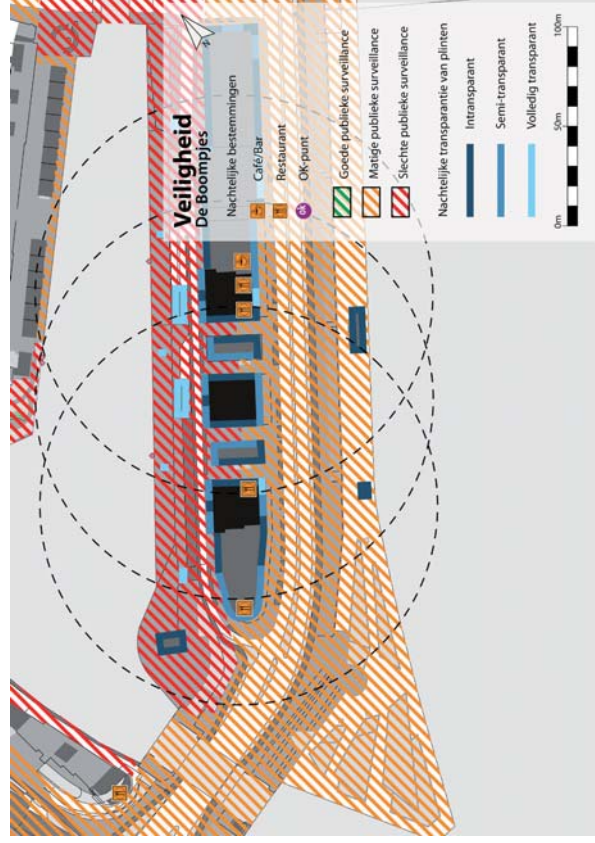 Veiligheid
De Boompjes
Nachtelijke bestemmingen
Café/Bar
Restaurant
ok
OK-punt
Goede publieke surveillance
Matige publieke surveillance
Slechte publieke surveillance
Nachtelijke transparantie van plinten
Intransparant
Semi-transparant
Volledig transparant
0m 50m 100m
N